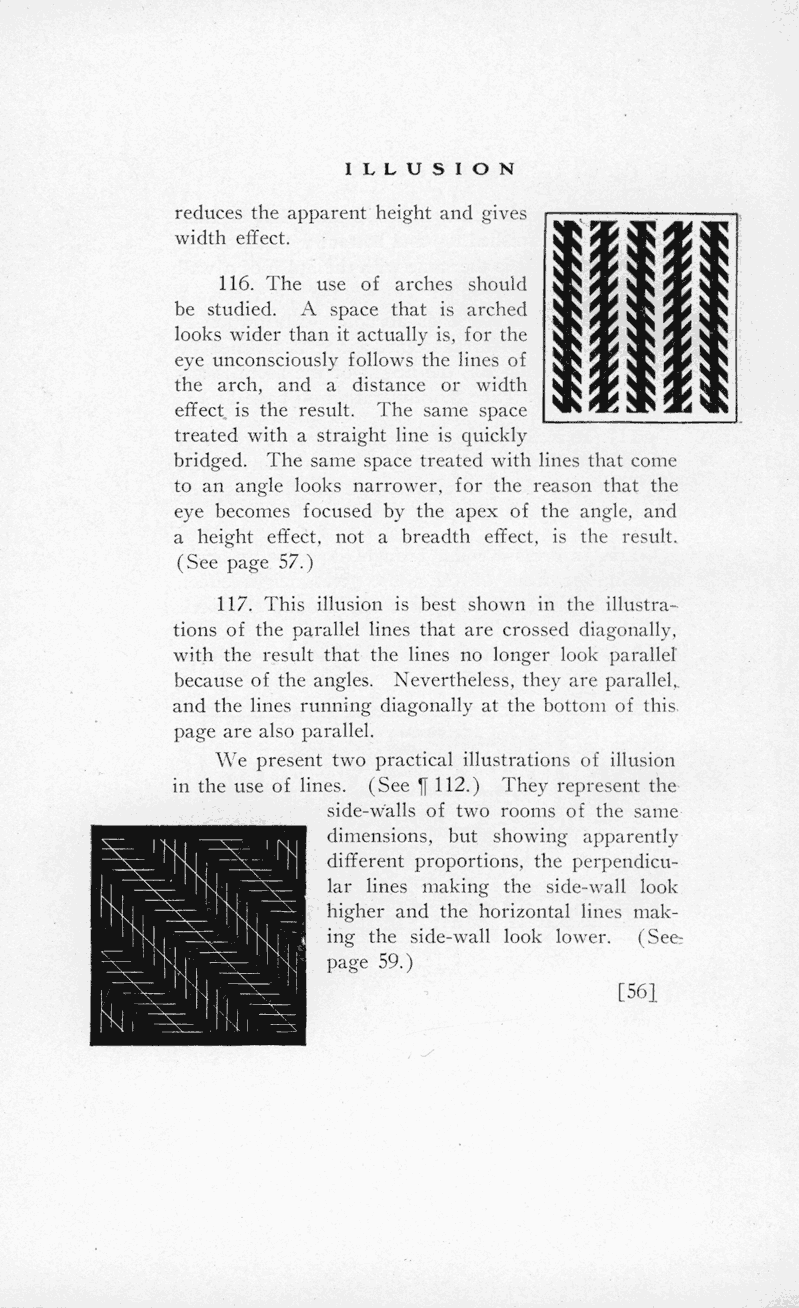 ILLUSION
reduces the apparent height and gives
width effect.
116. The use of arches should
be studied. A space that is arched
looks wider than it actually is, for the
eye unconsciously follows the lines of
the arch, and a distance or width
effect is the result. The same space
treated with a straight line is quickly
bridged. The same space treated with lines that come
to an angle looks narrower, for the reason that the
eye becomes focused by the apex of the angle, and
a height effect, not a breadth effect, is the result.
(See page 57.)
117. This illusion is best shown in the illustra-
tions of the parallel lines that are crossed diagonally,
with the result that the lines no longer look parallel
because of the angles. Nevertheless, they are parallel,
and the lines running diagonally at the bottom of this
page are also parallel.
We present two practical illustrations of illusion
in the use of lines. (See ¶ 112.) They represent the
side-walls of two rooms of the same
dimensions, but showing apparently
different proportions, the perpendicu-
lar lines making the side-wall look
higher and the horizontal lines mak-
ing the side-wall look lower. (See
page 59.)
[56]